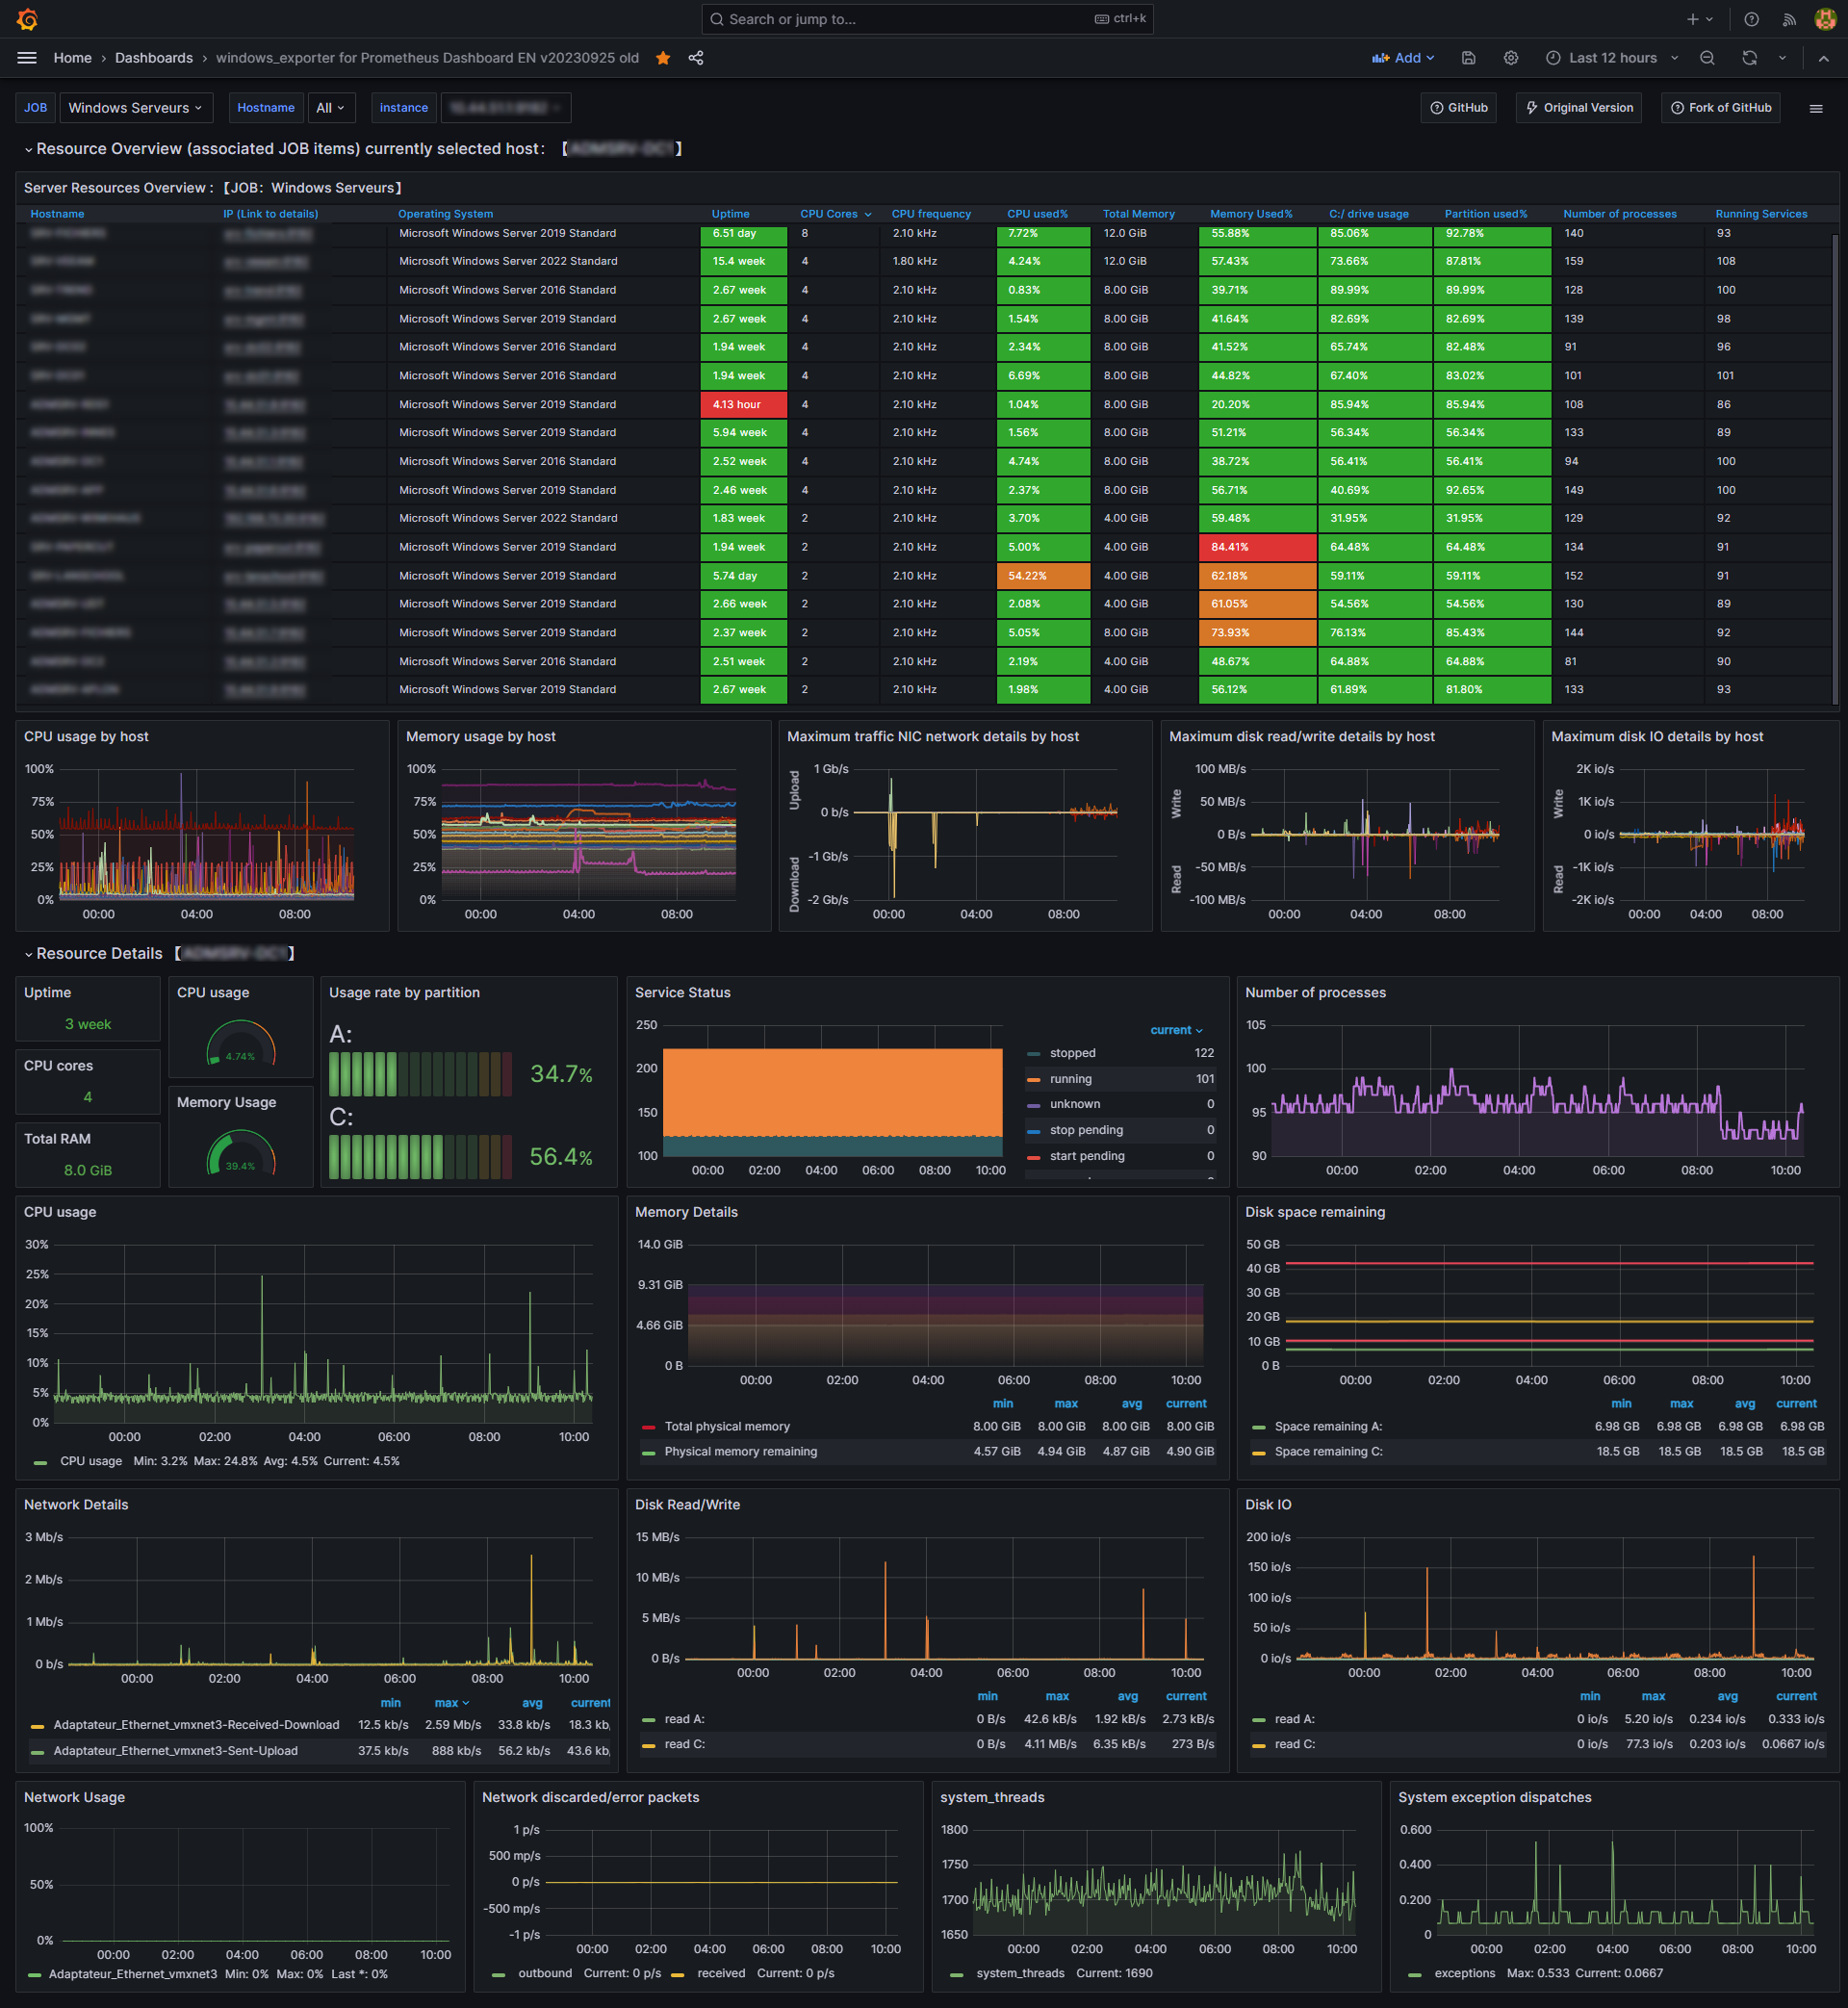 Search or jump to... ctrl+k
Home › Dashboards › windows_exporter for Prometheus Dashboard EN v20230925 old Add Last 12 hours
JOB Windows Serveurs Hostname All instance GitHub Original Version Fork of GitHub
Resource Overview (associated JOB items) currently selected host: 【 】
Server Resources Overview : 【JOB: Windows Serveurs】
Hostname IP (Link to details) Operating System Uptime CPU Cores CPU frequency CPU used% Total Memory Memory Used% C:/ drive usage Partition used% Number of processes Running Services
Microsoft Windows Server 2019 Standard 6.51 day 8 2.10 kHz 7.72% 12.0 GiB 55.88% 85.06% 92.78% 140 93
Microsoft Windows Server 2022 Standard 15.4 week 4 1.80 kHz 4.24% 12.0 GiB 57.43% 73.66% 87.81% 159 108
Microsoft Windows Server 2016 Standard 2.67 week 4 2.10 kHz 0.83% 8.00 GiB 39.71% 89.99% 89.99% 128 100
Microsoft Windows Server 2019 Standard 2.67 week 4 2.10 kHz 1.54% 8.00 GiB 41.64% 82.69% 82.69% 139 98
Microsoft Windows Server 2016 Standard 1.94 week 4 2.10 kHz 2.34% 8.00 GiB 41.52% 65.74% 82.48% 91 96
Microsoft Windows Server 2016 Standard 1.94 week 4 2.10 kHz 6.69% 8.00 GiB 44.82% 67.40% 83.02% 101 101
Microsoft Windows Server 2019 Standard 4.13 hour 4 2.10 kHz 1.04% 8.00 GiB 20.20% 85.94% 85.94% 108 86
Microsoft Windows Server 2019 Standard 5.94 week 4 2.10 kHz 1.56% 8.00 GiB 51.21% 56.34% 56.34% 133 89
Microsoft Windows Server 2016 Standard 2.52 week 4 2.10 kHz 4.74% 8.00 GiB 38.72% 56.41% 56.41% 94 100
Microsoft Windows Server 2019 Standard 2.46 week 4 2.10 kHz 2.37% 8.00 GiB 56.71% 40.69% 92.65% 149 100
Microsoft Windows Server 2022 Standard 1.83 week 2 2.10 kHz 3.70% 4.00 GiB 59.48% 31.95% 31.95% 129 92
Microsoft Windows Server 2019 Standard 1.94 week 2 2.10 kHz 5.00% 4.00 GiB 84.41% 64.48% 64.48% 134 91
Microsoft Windows Server 2019 Standard 5.74 day 2 2.10 kHz 54.22% 4.00 GiB 62.18% 59.11% 59.11% 152 91
Microsoft Windows Server 2019 Standard 2.66 week 2 2.10 kHz 2.08% 4.00 GiB 61.05% 54.56% 54.56% 130 89
Microsoft Windows Server 2019 Standard 2.37 week 2 2.10 kHz 5.05% 8.00 GiB 73.93% 76.13% 85.43% 144 92
Microsoft Windows Server 2016 Standard 2.51 week 2 2.10 kHz 2.19% 4.00 GiB 48.67% 64.88% 64.88% 81 90
Microsoft Windows Server 2019 Standard 2.67 week 2 2.10 kHz 1.98% 4.00 GiB 56.12% 61.89% 81.80% 133 93
CPU usage by host
100%
75%
50%
25%
0%
00:00 04:00 08:00
Memory usage by host
100%
75%
50%
25%
0%
00:00 04:00 08:00
Maximum traffic NIC network details by host
Upload
Download
1 Gb/s
0 b/s
-1 Gb/s
-2 Gb/s
00:00 04:00 08:00
Maximum disk read/write details by host
Write
Read
100 MB/s
50 MB/s
0 B/s
-50 MB/s
-100 MB/s
00:00 04:00 08:00
Maximum disk IO details by host
Write
Read
2K io/s
1K io/s
0 io/s
-1K io/s
-2K io/s
00:00 04:00 08:00
Resource Details 【 】
Uptime
3 week
CPU cores
4
Total RAM
8.0 GiB
CPU usage
4.74%
Memory Usage
39.4%
Usage rate by partition
A:
34.7%
C:
56.4%
Service Status
250
200
150
100
00:00 02:00 04:00 06:00 08:00 10:00
current
stopped 122
running 101
unknown 0
stop pending 0
start pending 0
Number of processes
105
100
95
90
00:00 02:00 04:00 06:00 08:00 10:00
CPU usage
30%
25%
20%
15%
10%
5%
0%
00:00 02:00 04:00 06:00 08:00 10:00
CPU usage Min: 3.2% Max: 24.8% Avg: 4.5% Current: 4.5%
Memory Details
14.0 GiB
9.31 GiB
4.66 GiB
0 B
00:00 02:00 04:00 06:00 08:00 10:00
min max avg current
Total physical memory 8.00 GiB 8.00 GiB 8.00 GiB 8.00 GiB
Physical memory remaining 4.57 GiB 4.94 GiB 4.87 GiB 4.90 GiB
Disk space remaining
50 GB
40 GB
30 GB
20 GB
10 GB
0 B
00:00 02:00 04:00 06:00 08:00 10:00
min max avg current
Space remaining A: 6.98 GB 6.98 GB 6.98 GB 6.98 GB
Space remaining C: 18.5 GB 18.5 GB 18.5 GB 18.5 GB
Network Details
3 Mb/s
2 Mb/s
1 Mb/s
0 b/s
00:00 02:00 04:00 06:00 08:00 10:00
min max avg current
Adaptateur_Ethernet_vmxnet3-Received-Download 12.5 kb/s 2.59 Mb/s 33.8 kb/s 18.3 kb/
Adaptateur_Ethernet_vmxnet3-Sent-Upload 37.5 kb/s 888 kb/s 56.2 kb/s 43.6 kb/
Disk Read/Write
15 MB/s
10 MB/s
5 MB/s
0 B/s
00:00 02:00 04:00 06:00 08:00 10:00
min max avg current
read A: 0 B/s 42.6 kB/s 1.92 kB/s 2.73 kB/s
read C: 0 B/s 4.11 MB/s 6.35 kB/s 273 B/s
Disk IO
200 io/s
150 io/s
100 io/s
50 io/s
0 io/s
00:00 02:00 04:00 06:00 08:00 10:00
min max avg current
read A: 0 io/s 5.20 io/s 0.234 io/s 0.333 io/s
read C: 0 io/s 77.3 io/s 0.203 io/s 0.0667 io/s
Network Usage
100%
50%
0%
00:00 02:00 04:00 06:00 08:00 10:00
Adaptateur_Ethernet_vmxnet3 Min: 0% Max: 0% Last *: 0%
Network discarded/error packets
1 p/s
500 mp/s
0 p/s
-500 mp/s
-1 p/s
00:00 02:00 04:00 06:00 08:00 10:00
outbound Current: 0 p/s received Current: 0 p/s
system_threads
1800
1750
1700
1650
00:00 02:00 04:00 06:00 08:00 10:00
system_threads Current: 1690
System exception dispatches
0.600
0.400
0.200
0
00:00 02:00 04:00 06:00 08:00 10:00
exceptions Max: 0.533 Current: 0.0667